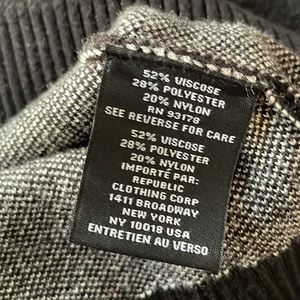 52% VISCOSE
28% POLYESTER
20% NYLON
RN 93178
SEE REVERSE FOR CARE
52% VISCOSE
28% POLYESTER
20% NYLON
IMPORTÉ PAR:
REPUBLIC
CLOTHING CORP
1411 BROADWAY
NEW YORK
NY 10018 USA
ENTRETIEN AU VERSO